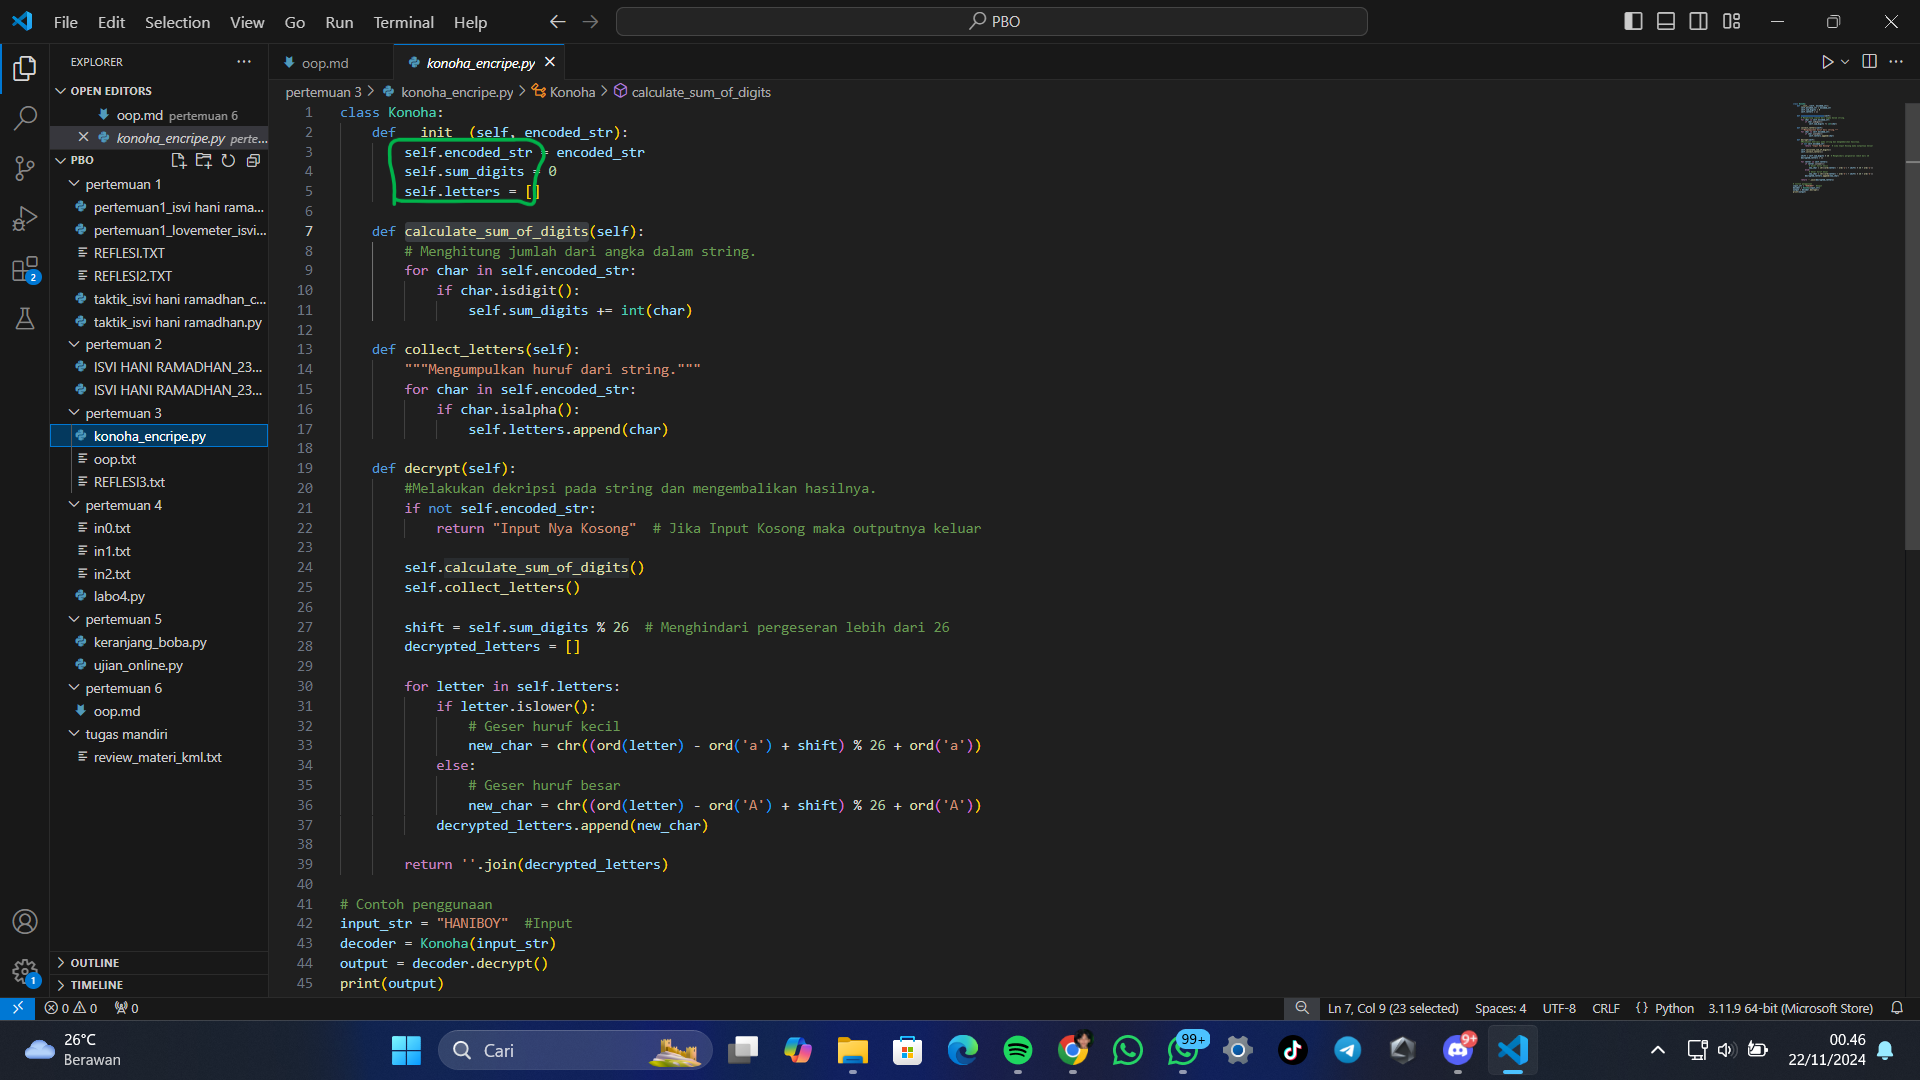 File Edit Selection View Go Run Terminal Help
PBO
EXPLORER
OPEN EDITORS
oop.md pertemuan 6
konoha_encripe.py perte...
PBO
pertemuan 1
pertemuan1_isvi hani rama...
pertemuan1_lovemeter_isvi...
REFLESI.TXT
REFLESI2.TXT
taktik_isvi hani ramadhan_c...
taktik_isvi hani ramadhan.py
pertemuan 2
ISVI HANI RAMADHAN_23...
ISVI HANI RAMADHAN_23...
pertemuan 3
konoha_encripe.py
oop.txt
REFLESI3.txt
pertemuan 4
in0.txt
in1.txt
in2.txt
labo4.py
pertemuan 5
keranjang_boba.py
ujian_online.py
pertemuan 6
oop.md
tugas mandiri
review_materi_kml.txt
OUTLINE
TIMELINE
2
1
oop.md
konoha_encripe.py
pertemuan 3 > konoha_encripe.py > Konoha > calculate_sum_of_digits
1 class Konoha:
2 def __init__(self, encoded_str):
3 self.encoded_str = encoded_str
4 self.sum_digits = 0
5 self.letters = []
6
7 def calculate_sum_of_digits(self):
8 # Menghitung jumlah dari angka dalam string.
9 for char in self.encoded_str:
10 if char.isdigit():
11 self.sum_digits += int(char)
12
13 def collect_letters(self):
14 """Mengumpulkan huruf dari string."""
15 for char in self.encoded_str:
16 if char.isalpha():
17 self.letters.append(char)
18
19 def decrypt(self):
20 #Melakukan dekripsi pada string dan mengembalikan hasilnya.
21 if not self.encoded_str:
22 return "Input Nya Kosong" # Jika Input Kosong maka outputnya keluar
23
24 self.calculate_sum_of_digits()
25 self.collect_letters()
26
27 shift = self.sum_digits % 26 # Menghindari pergeseran lebih dari 26
28 decrypted_letters = []
29
30 for letter in self.letters:
31 if letter.islower():
32 # Geser huruf kecil
33 new_char = chr((ord(letter) - ord('a') + shift) % 26 + ord('a'))
34 else:
35 # Geser huruf besar
36 new_char = chr((ord(letter) - ord('A') + shift) % 26 + ord('A'))
37 decrypted_letters.append(new_char)
38
39 return ''.join(decrypted_letters)
40
41 # Contoh penggunaan
42 input_str = "HANIBOY" #Input
43 decoder = Konoha(input_str)
44 output = decoder.decrypt()
45 print(output)
0 0 0
Ln 7, Col 9 (23 selected) Spaces: 4 UTF-8 CRLF {} Python 3.11.9 64-bit (Microsoft Store)
26°C
Berawan
Cari
99+
9+
00.46
22/11/2024